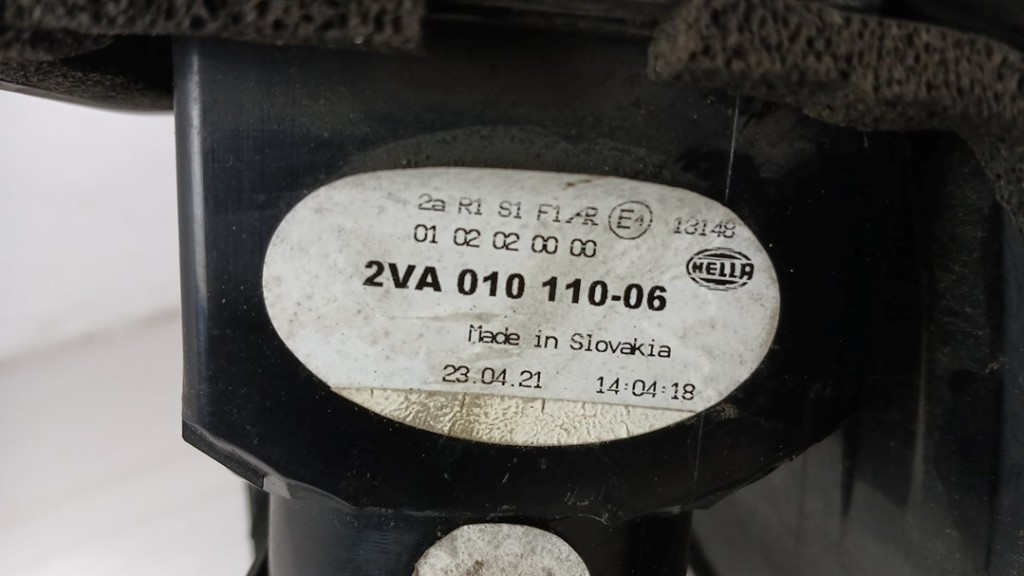 2a R1 S1 F1/AR E4 13148
01 02 02 00 00
HELLA
2VA 010 110-06
Made in Slovakia
23.04.21 14:04:18